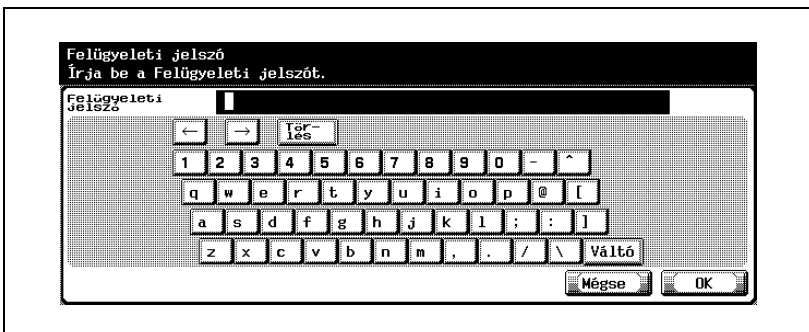 Felügyeleti jelszó
Írja be a Felügyeleti jelszót.
Felügyeleti
jelszó
← → Tör-
lés
1 2 3 4 5 6 7 8 9 0 - ^
q w e r t y u i o p @ [
a s d f g h j k l ; : ]
z x c v b n m , . / \ Váltó
Mégse OK